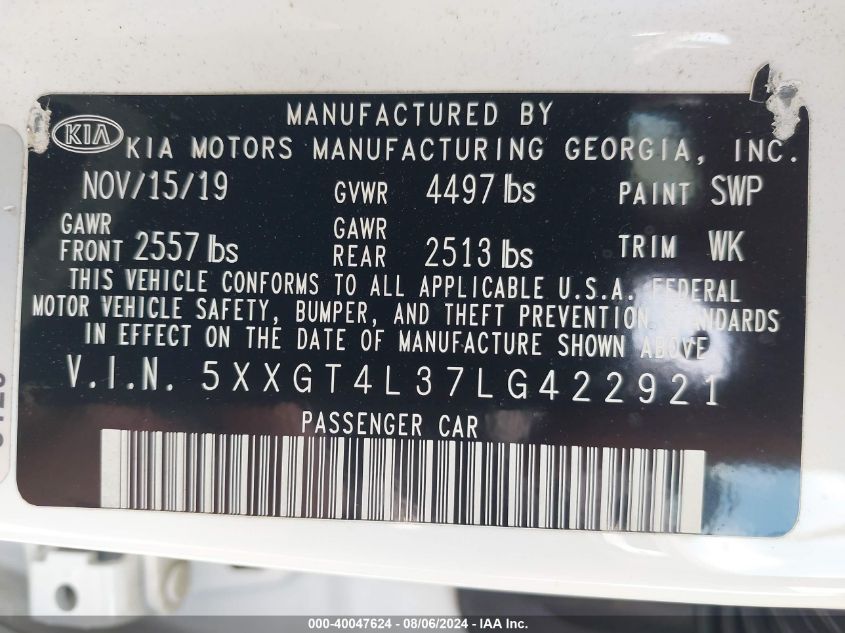 MANUFACTURED BY
KIA
KIA MOTORS MANUFACTURING GEORGIA, INC.
NOV/15/19 GVWR 4497 lbs PAINT SWP
GAWR FRONT 2557 lbs GAWR REAR 2513 lbs TRIM WK
THIS VEHICLE CONFORMS TO ALL APPLICABLE U.S.A. FEDERAL
MOTOR VEHICLE SAFETY, BUMPER, AND THEFT PREVENTION STANDARDS
IN EFFECT ON THE DATE OF MANUFACTURE SHOWN ABOVE
V.I.N. 5XXGT4L37LG422921
PASSENGER CAR
000-40047624 - 08/06/2024 - IAA Inc.